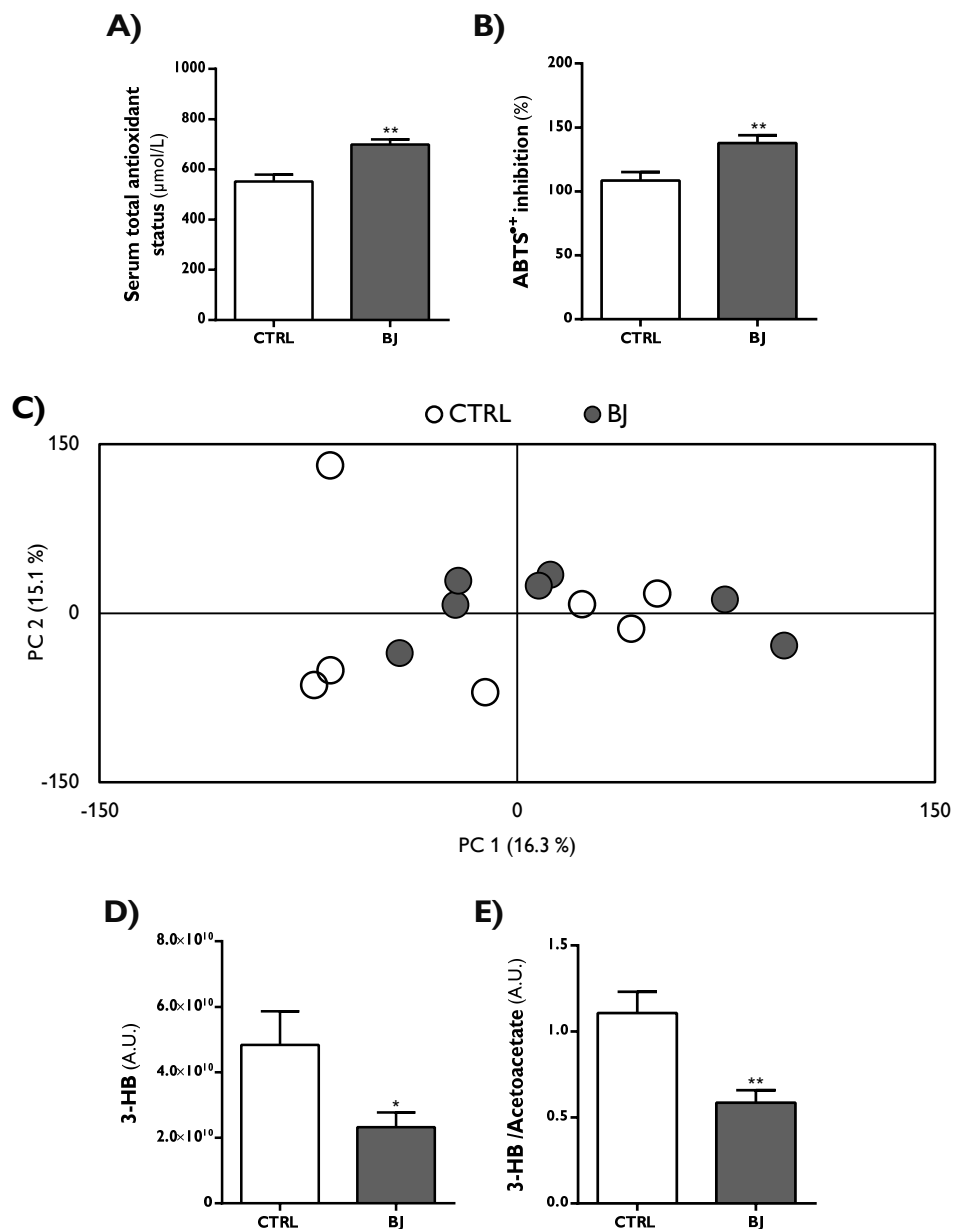 A)
Serum total antioxidant
status (µmol/L)
1000
800
600
400
200
0
**
CTRL
BJ
B)
ABTS•+ inhibition (%)
200
150
100
50
0
**
CTRL
BJ
C)
CTRL
BJ
PC 2 (15.1 %)
150
0
-150
-150
0
150
PC 1 (16.3 %)
D)
3-HB (A.U.)
8.0×10¹⁰
6.0×10¹⁰
4.0×10¹⁰
2.0×10¹⁰
0
*
CTRL
BJ
E)
3-HB /Acetoacetate (A.U.)
1.5
1.0
0.5
0.0
**
CTRL
BJ